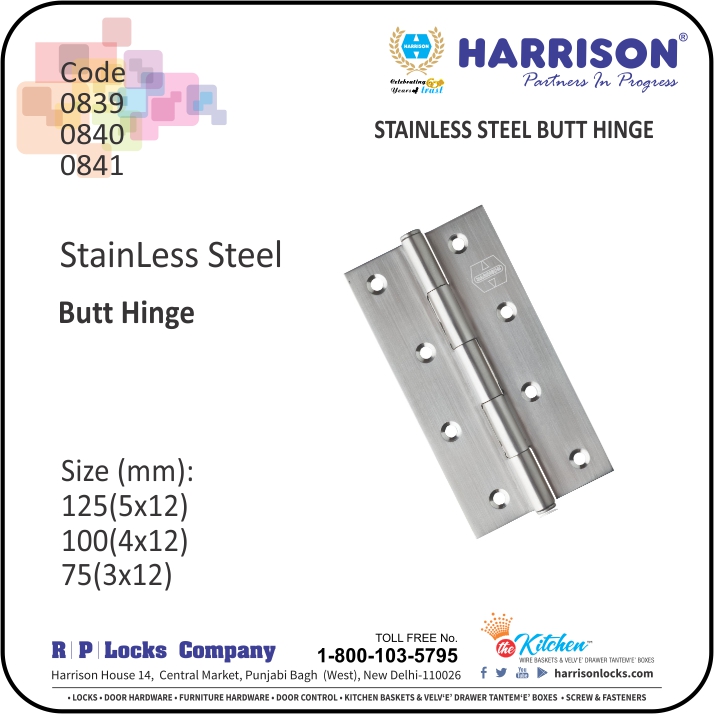 Code
0839
0840
0841
HARRISON
Celebrating
Years of trust
HARRISON®
Partners In Progress
STAINLESS STEEL BUTT HINGE
StainLess Steel
Butt Hinge
Size (mm):
125(5x12)
100(4x12)
75(3x12)
R|P|Locks Company
TOLL FREE No.
1-800-103-5795
Harrison House 14, Central Market, Punjabi Bagh (West), New Delhi-110026
the Kitchen™
WIRE BASKETS & VELV'E' DRAWER TANTEM'E' BOXES
You Tube harrisonlocks.com
• LOCKS • DOOR HARDWARE • FURNITURE HARDWARE • DOOR CONTROL • KITCHEN BASKETS & VELV'E' DRAWER TANTEM'E' BOXES • SCREW & FASTENERS